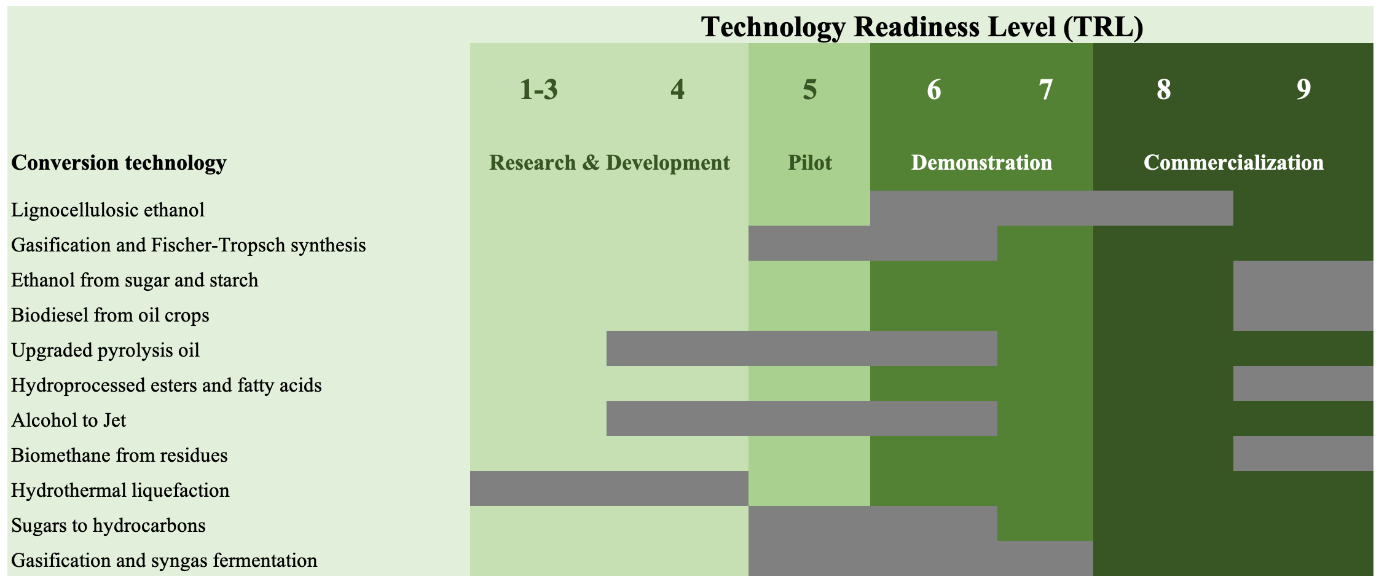 Technology Readiness Level (TRL)
1-3 4 5 6 7 8 9
Conversion technology Research & Development Pilot Demonstration Commercialization
Lignocellulosic ethanol
Gasification and Fischer-Tropsch synthesis
Ethanol from sugar and starch
Biodiesel from oil crops
Upgraded pyrolysis oil
Hydroprocessed esters and fatty acids
Alcohol to Jet
Biomethane from residues
Hydrothermal liquefaction
Sugars to hydrocarbons
Gasification and syngas fermentation